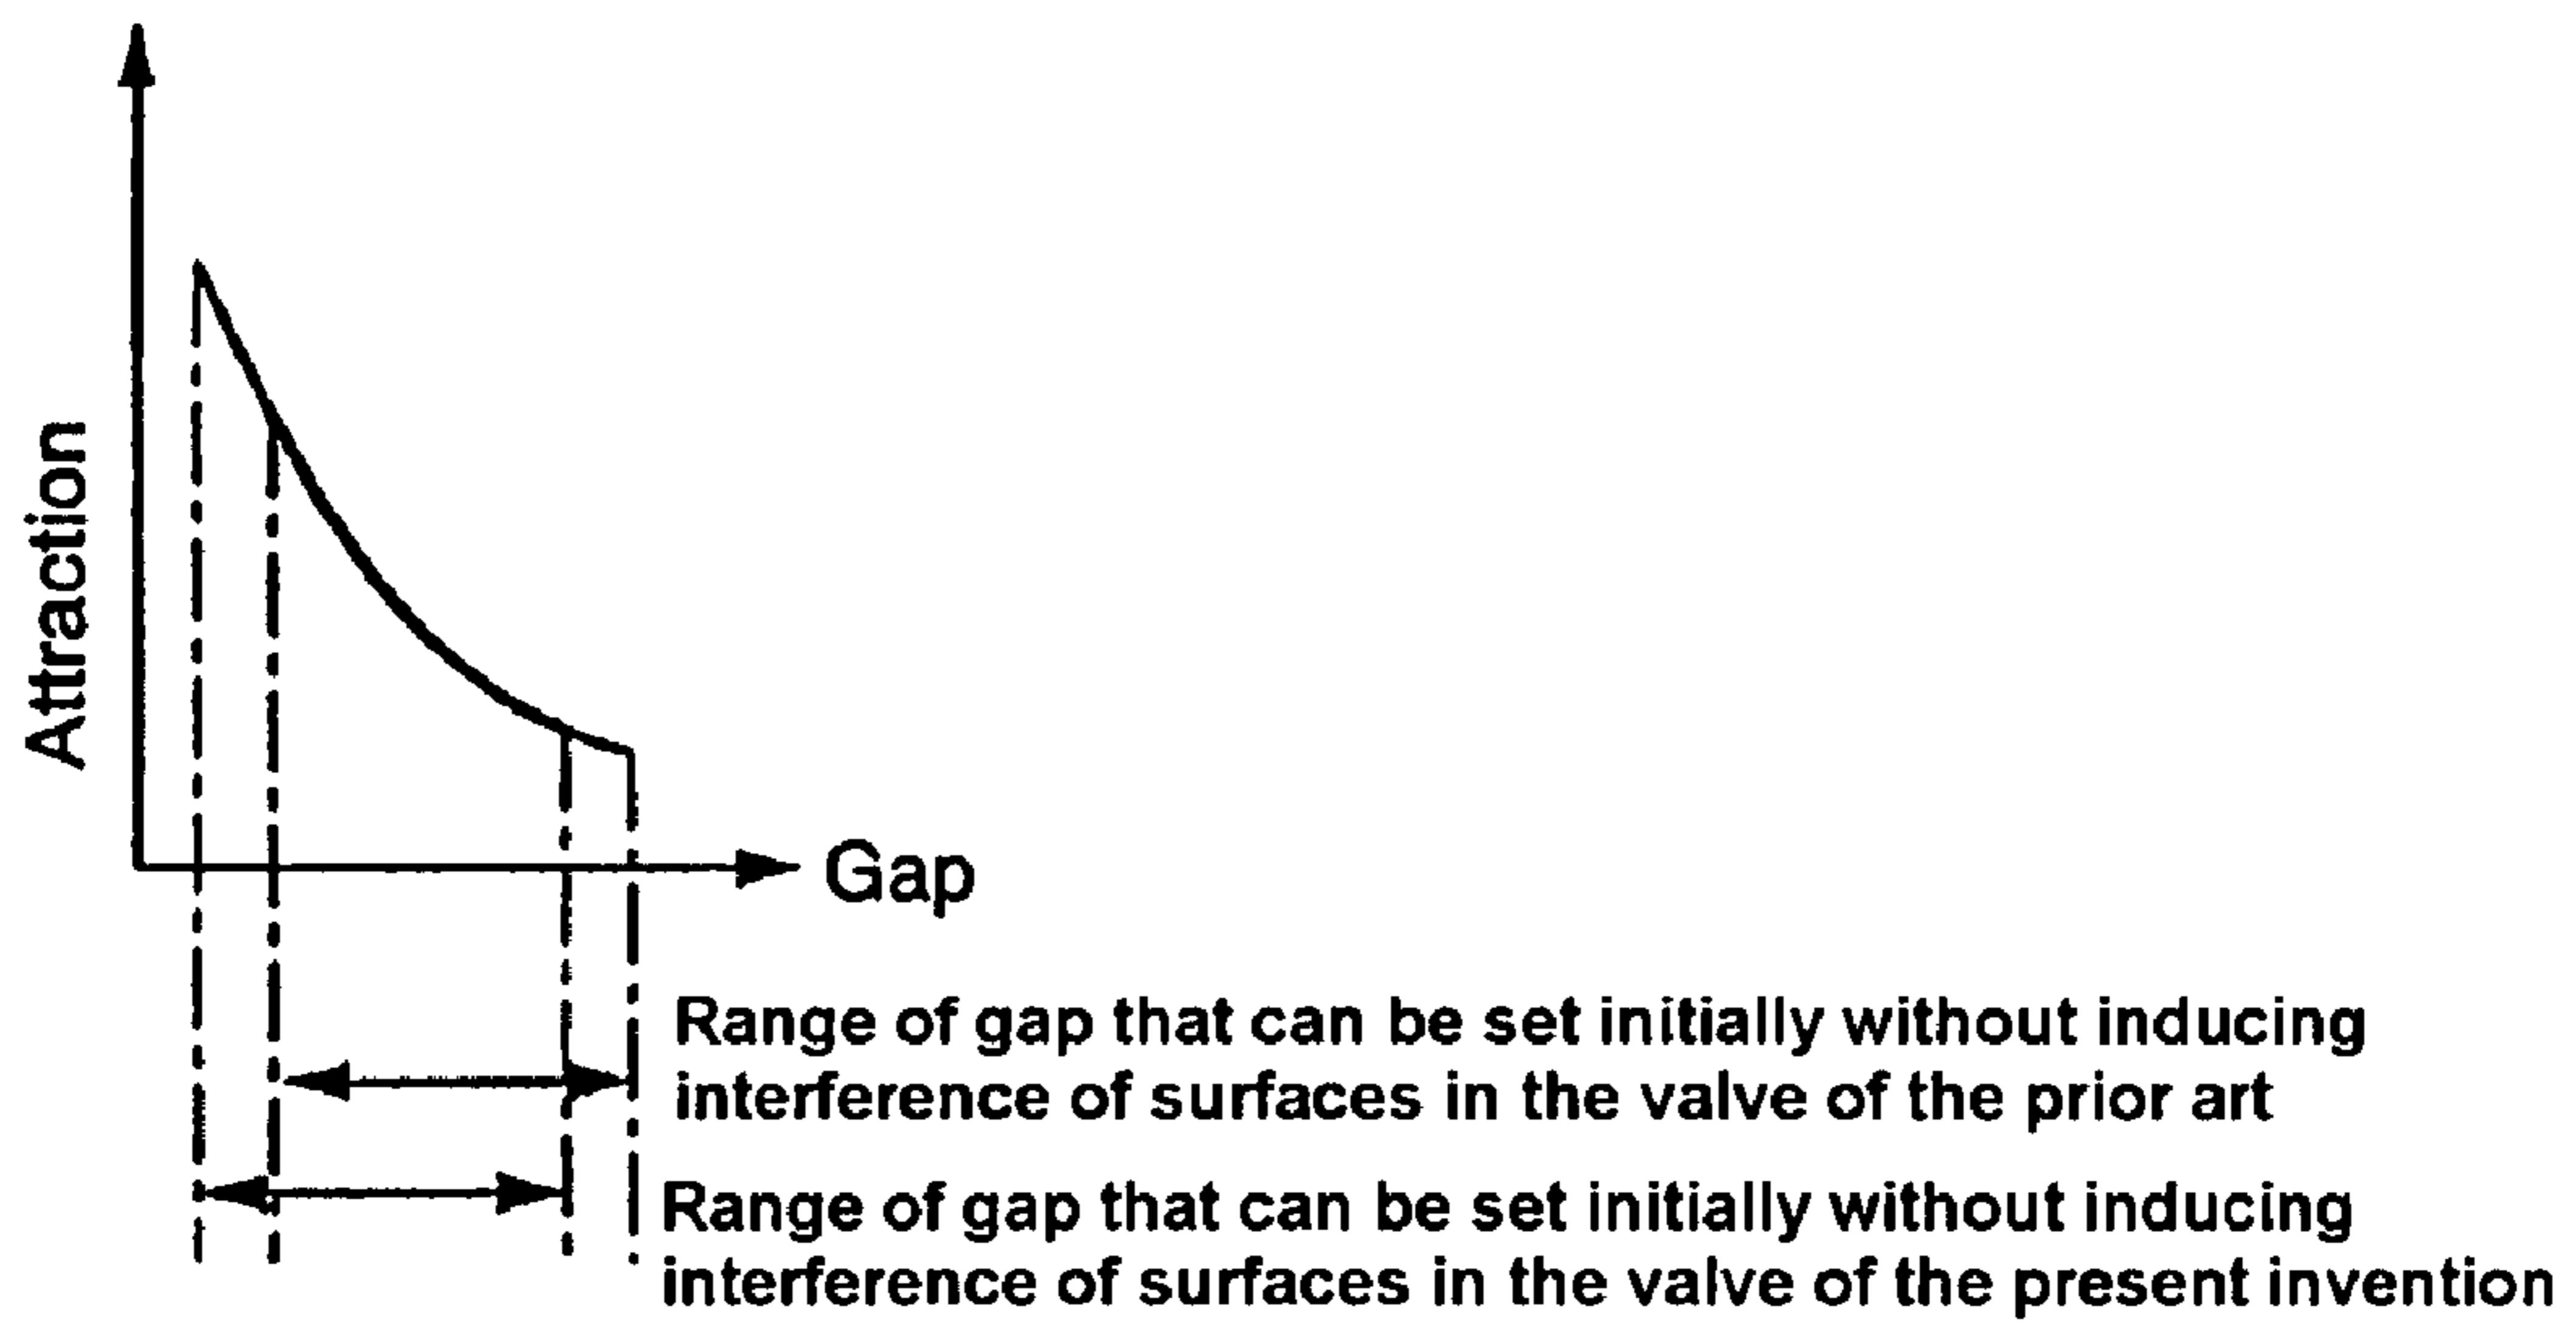 Attraction
Gap
Range of gap that can be set initially without inducing
interference of surfaces in the valve of the prior art
Range of gap that can be set initially without inducing
interference of surfaces in the valve of the present invention